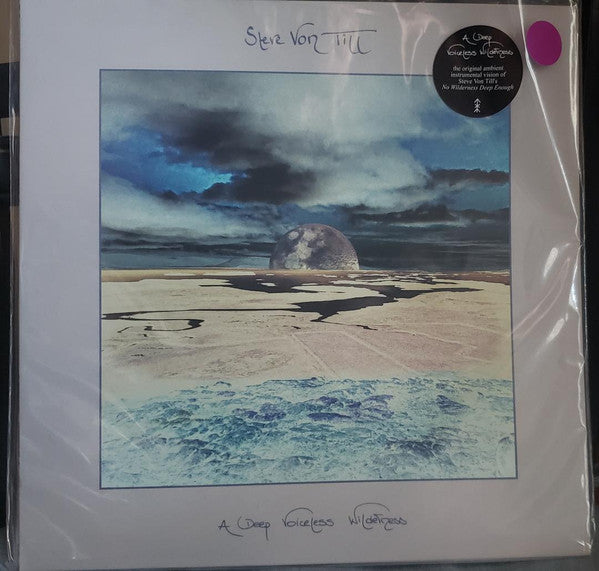 Steve Von Till
A Deep
Voiceless Wilderness
the original ambient
instrumental vision of
Steve Von Till's
No Wilderness Deep Enough
A Deep Voiceless Wilderness